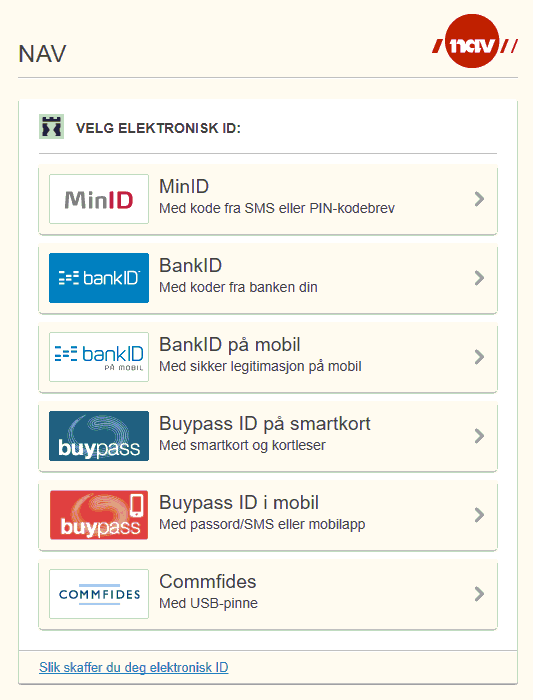 NAV
nav
VELG ELEKTRONISK ID:
MinID
MinID
Med kode fra SMS eller PIN-kodebrev
bankID
BankID
Med koder fra banken din
bankID
PÅ MOBIL
BankID på mobil
Med sikker legitimasjon på mobil
buypass
Buypass ID på smartkort
Med smartkort og kortleser
buypass
Buypass ID i mobil
Med passord/SMS eller mobilapp
COMMFIDES
Commfides
Med USB-pinne
Slik skaffer du deg elektronisk ID